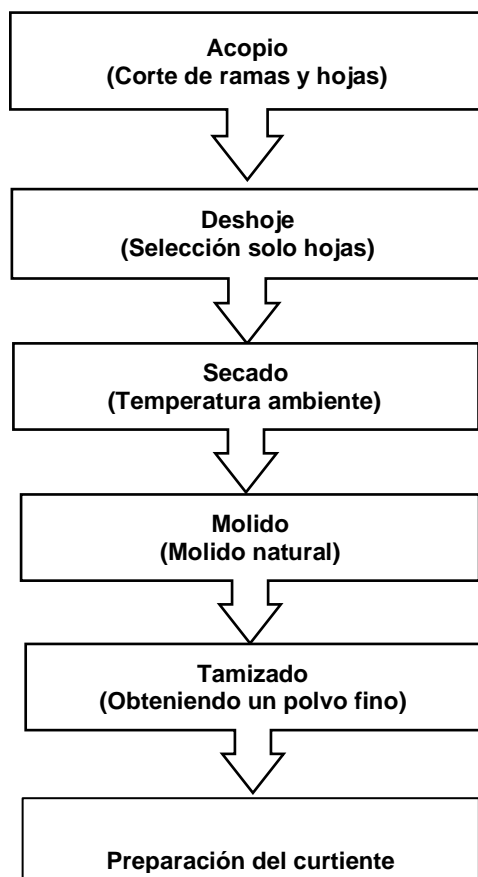 Acopio
(Corte de ramas y hojas)
Deshoje
(Selección solo hojas)
Secado
(Temperatura ambiente)
Molido
(Molido natural)
Tamizado
(Obteniendo un polvo fino)
Preparación del curtiente